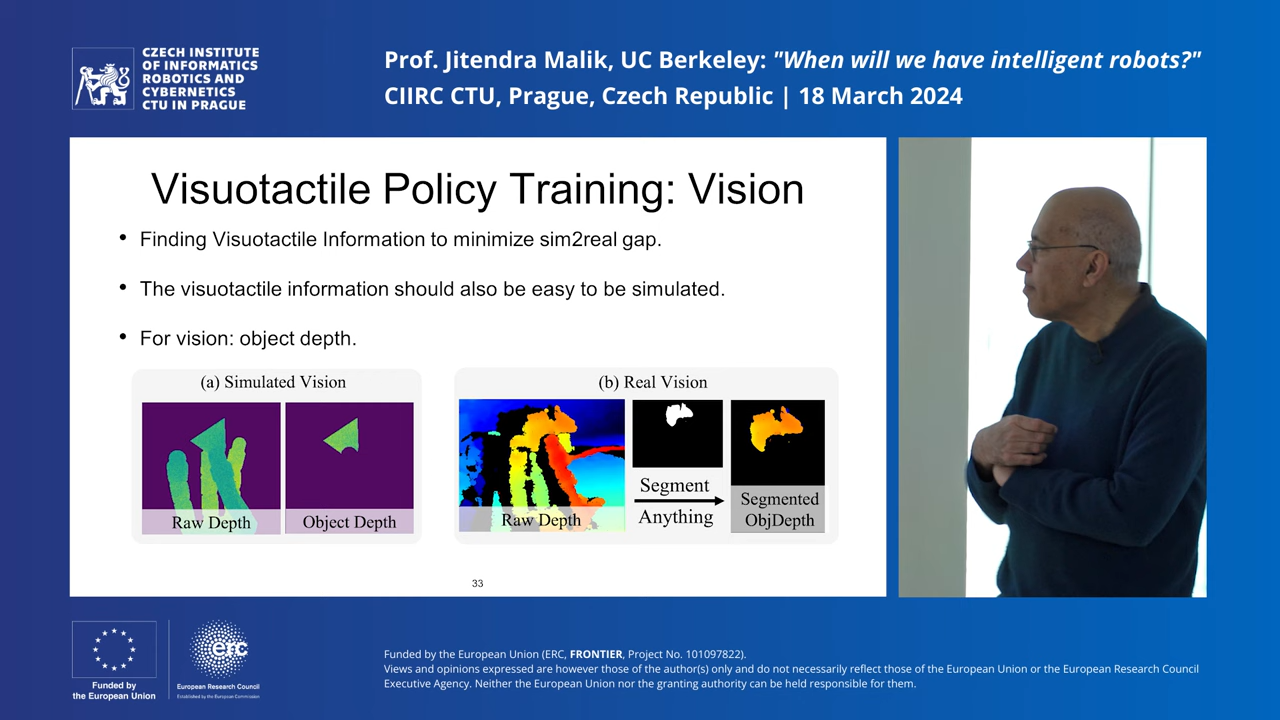 CZECH INSTITUTE
OF INFORMATICS
ROBOTICS AND
CYBERNETICS
CTU IN PRAGUE
Prof. Jitendra Malik, UC Berkeley: "When will we have intelligent robots?"
CIIRC CTU, Prague, Czech Republic | 18 March 2024
Visuotactile Policy Training: Vision
• Finding Visuotactile Information to minimize sim2real gap.
• The visuotactile information should also be easy to be simulated.
• For vision: object depth.
(a) Simulated Vision
Raw Depth
Object Depth
(b) Real Vision
Raw Depth
Segment
Anything
Segmented
ObjDepth
33
Funded by
the European Union
erc
European Research Council
Established by the European Commission
Funded by the European Union (ERC, FRONTIER, Project No. 101097822).
Views and opinions expressed are however those of the author(s) only and do not necessarily reflect those of the European Union or the European Research Council
Executive Agency. Neither the European Union nor the granting authority can be held responsible for them.